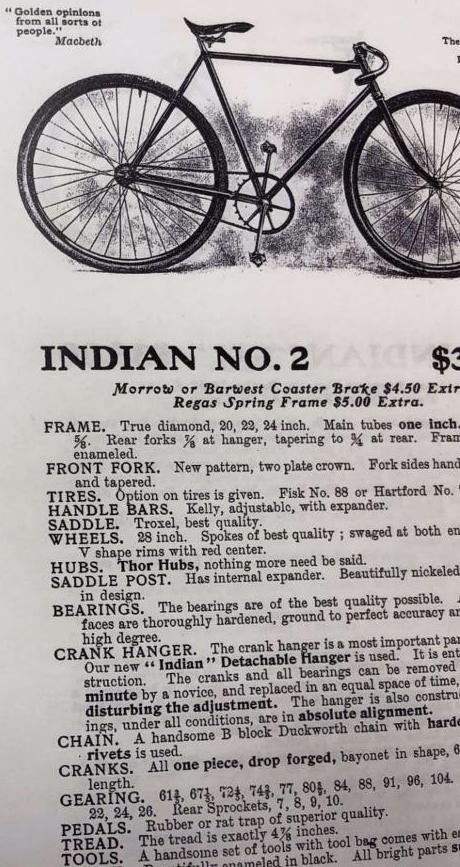 "Golden opinions
from all sorts of
people."
Macbeth
The
INDIAN NO. 2 $3
Morrow or Barwest Coaster Brake $4.50 Extr
Regas Spring Frame $5.00 Extra.
FRAME. True diamond, 20, 22, 24 inch. Main tubes one inch.
⅝. Rear forks ⅞ at hanger, tapering to ¾ at rear. Fram
enameled.
FRONT FORK. New pattern, two plate crown. Fork sides hand
and tapered.
TIRES. Option on tires is given. Fisk No. 88 or Hartford No.
HANDLE BARS. Kelly, adjustable, with expander.
SADDLE. Troxel, best quality.
WHEELS. 28 inch. Spokes of best quality ; swaged at both en
V shape rims with red center.
HUBS. Thor Hubs, nothing more need be said.
SADDLE POST. Has internal expander. Beautifully nickeled
in design.
BEARINGS. The bearings are of the best quality possible.
faces are thoroughly hardened, ground to perfect accuracy an
high degree.
CRANK HANGER. The crank hanger is a most important par
Our new "Indian" Detachable Hanger is used. It is ent
struction. The cranks and all bearings can be removed
minute by a novice, and replaced in an equal space of time,
disturbing the adjustment. The hanger is also constru
ings, under all conditions, are in absolute alignment.
CHAIN. A handsome B block Duckworth chain with harde
rivets is used.
CRANKS. All one piece, drop forged, bayonet in shape, 6
length.
GEARING. 77, 84, 88, 91, 96, 104.
22, 24, 26. Rear Sprockets, 7, 8, 9, 10.
PEDALS. Rubber or rat trap of superior quality.
TREAD. The tread is exactly 4⅞ inches.
TOOLS. A handsome set of tools with tool bag comes with ea
enameled in black. All bright parts